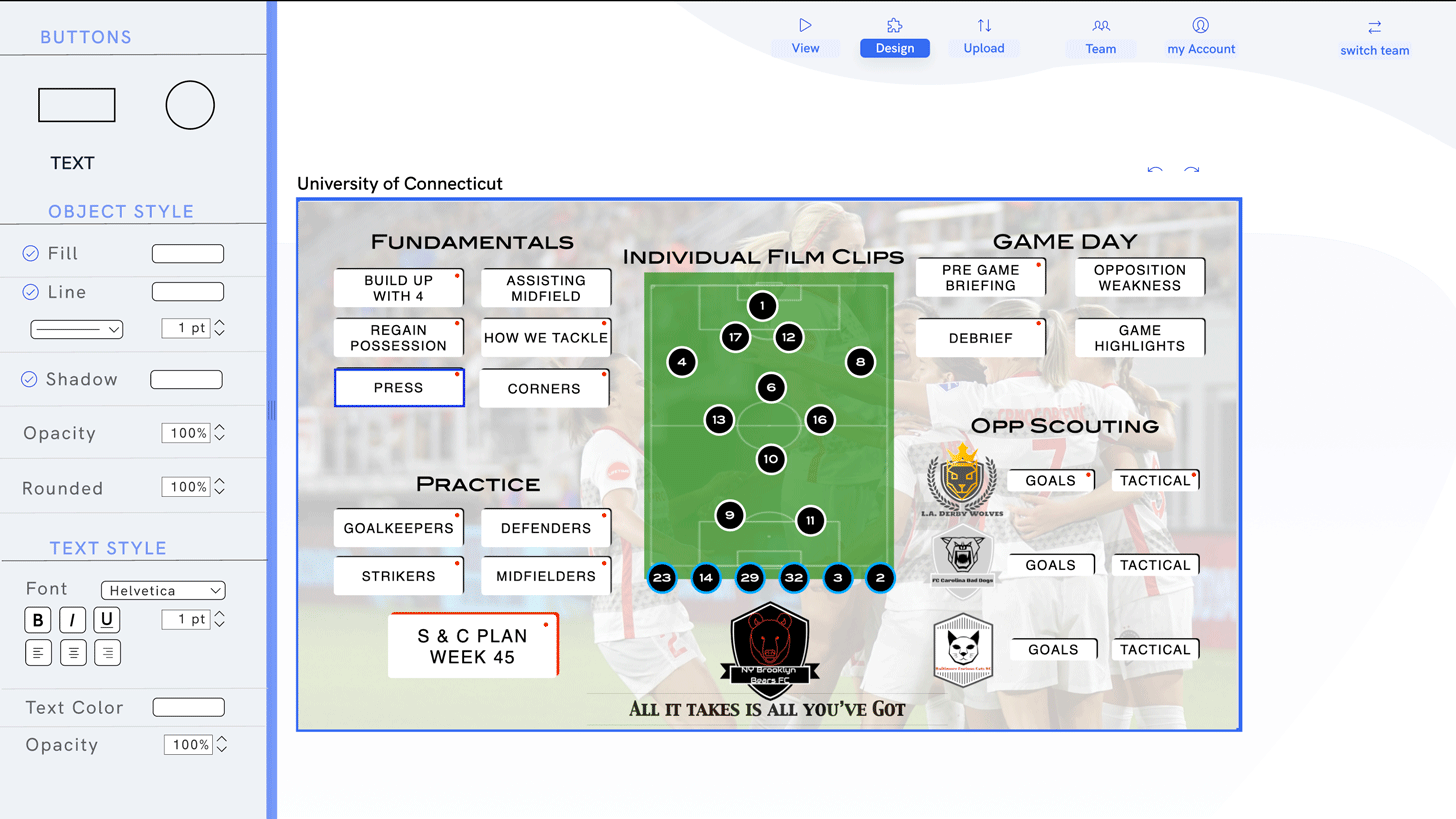 BUTTONS
TEXT
OBJECT STYLE
Fill
Line
1 pt
Shadow
Opacity
100%
Rounded
100%
TEXT STYLE
Font
Helvetica
B
I
U
1 pt
Text Color
Opacity
100%
View
Design
Upload
Team
my Account
switch team
University of Connecticut
FUNDAMENTALS
BUILD UP
WITH 4
ASSISTING
MIDFIELD
REGAIN
POSSESSION
HOW WE TACKLE
PRESS
CORNERS
PRACTICE
GOALKEEPERS
DEFENDERS
STRIKERS
MIDFIELDERS
S & C PLAN
WEEK 45
INDIVIDUAL FILM CLIPS
1
17
12
4
8
6
13
16
10
9
11
23
14
29
32
3
2
NY Brooklyn
Bears FC
ALL IT TAKES IS ALL YOU'VE GOT
GAME DAY
PRE GAME
BRIEFING
OPPOSITION
WEAKNESS
DEBRIEF
GAME
HIGHLIGHTS
OPP SCOUTING
7
L.A. DERBY WOLVES
GOALS
TACTICAL
FC Carolina Bad Dogs
GOALS
TACTICAL
GOALS
TACTICAL